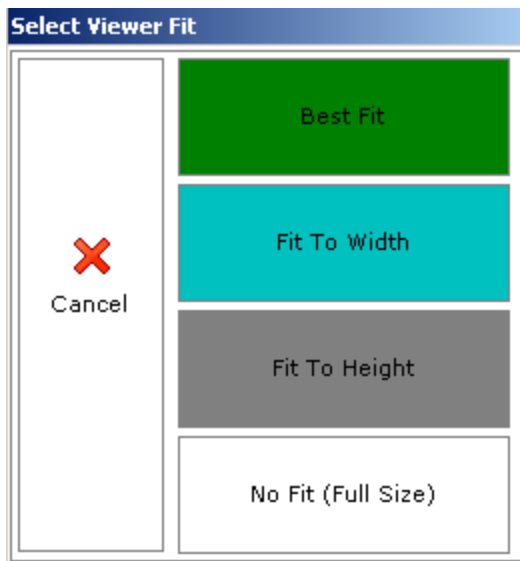 Select Viewer Fit
Best Fit
Fit To Width
Cancel
Fit To Height
No Fit (Full Size)